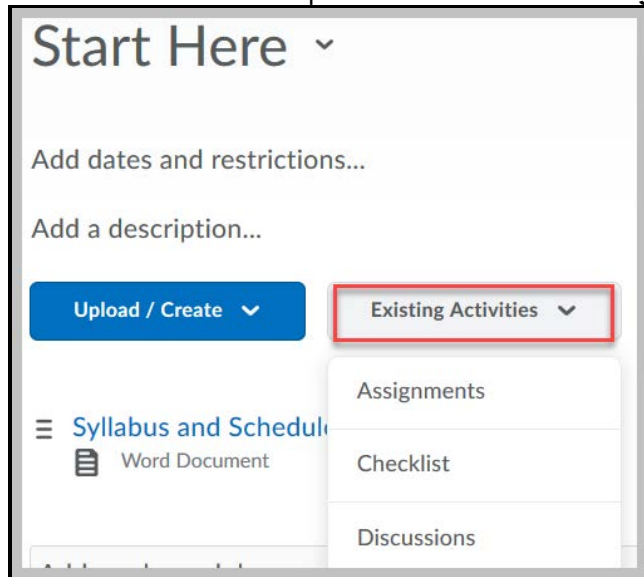 Start Here
Add dates and restrictions...
Add a description...
Upload / Create
Existing Activities
Assignments
Syllabus and Schedule
Word Document
Checklist
Discussions